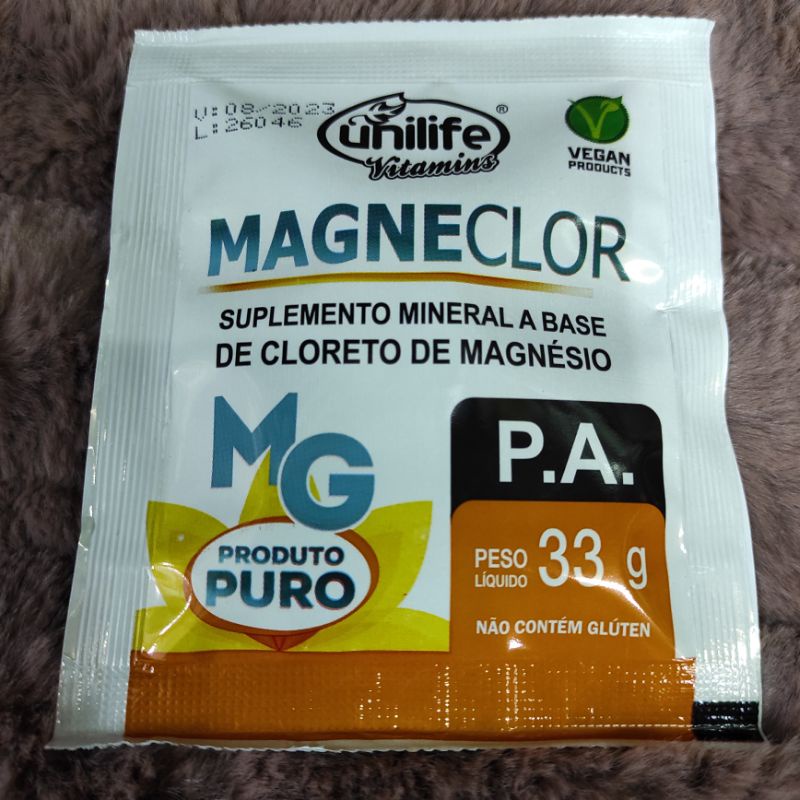 V:08/2023
L:26046
unilife®
Vitamins
VEGAN
PRODUCTS
MAGNECLOR
SUPLEMENTO MINERAL A BASE
DE CLORETO DE MAGNÉSIO
MG
PRODUTO
PURO
P.A.
PESO
LÍQUIDO
33 g
NÃO CONTÉM GLÚTEN